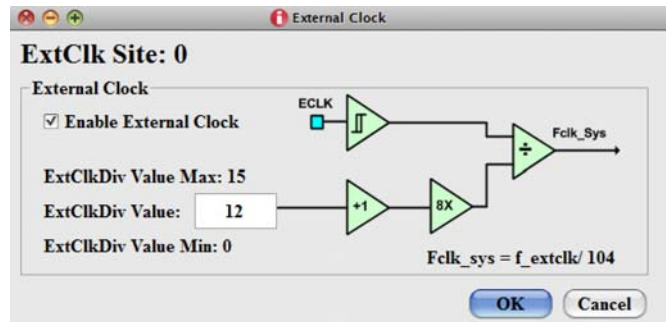 External Clock
ExtClk Site: 0
External Clock
Enable External Clock
ECLK
Fclk_Sys
÷
ExtClkDiv Value Max: 15
ExtClkDiv Value: 12
+1
8X
ExtClkDiv Value Min: 0
Fclk_sys = f_extclk/ 104
OK
Cancel